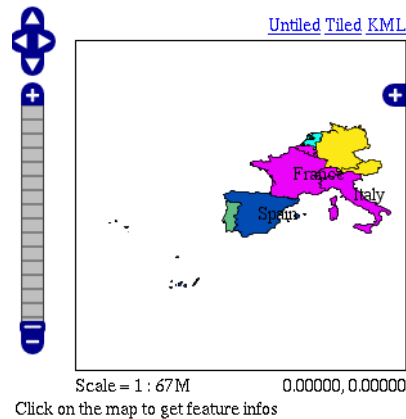 Untiled Tiled KML
France
Italy
Spain
Scale = 1 : 67M
0.00000, 0.00000
Click on the map to get feature infos